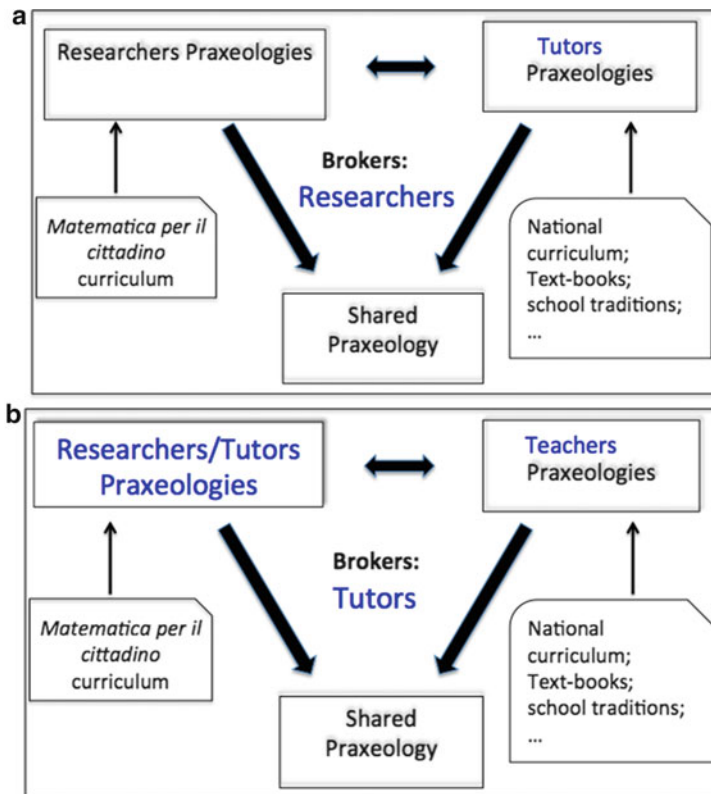 a
Researchers Praxeologies
Tutors
Praxeologies
Brokers:
Researchers
Matematica per il
cittadino
curriculum
National
curriculum;
Text-books;
school traditions;
...
Shared
Praxeology
b
Researchers/Tutors
Praxeologies
Teachers
Praxeologies
Brokers:
Tutors
Matematica per il
cittadino
curriculum
National
curriculum;
Text-books;
school traditions;
...
Shared
Praxeology